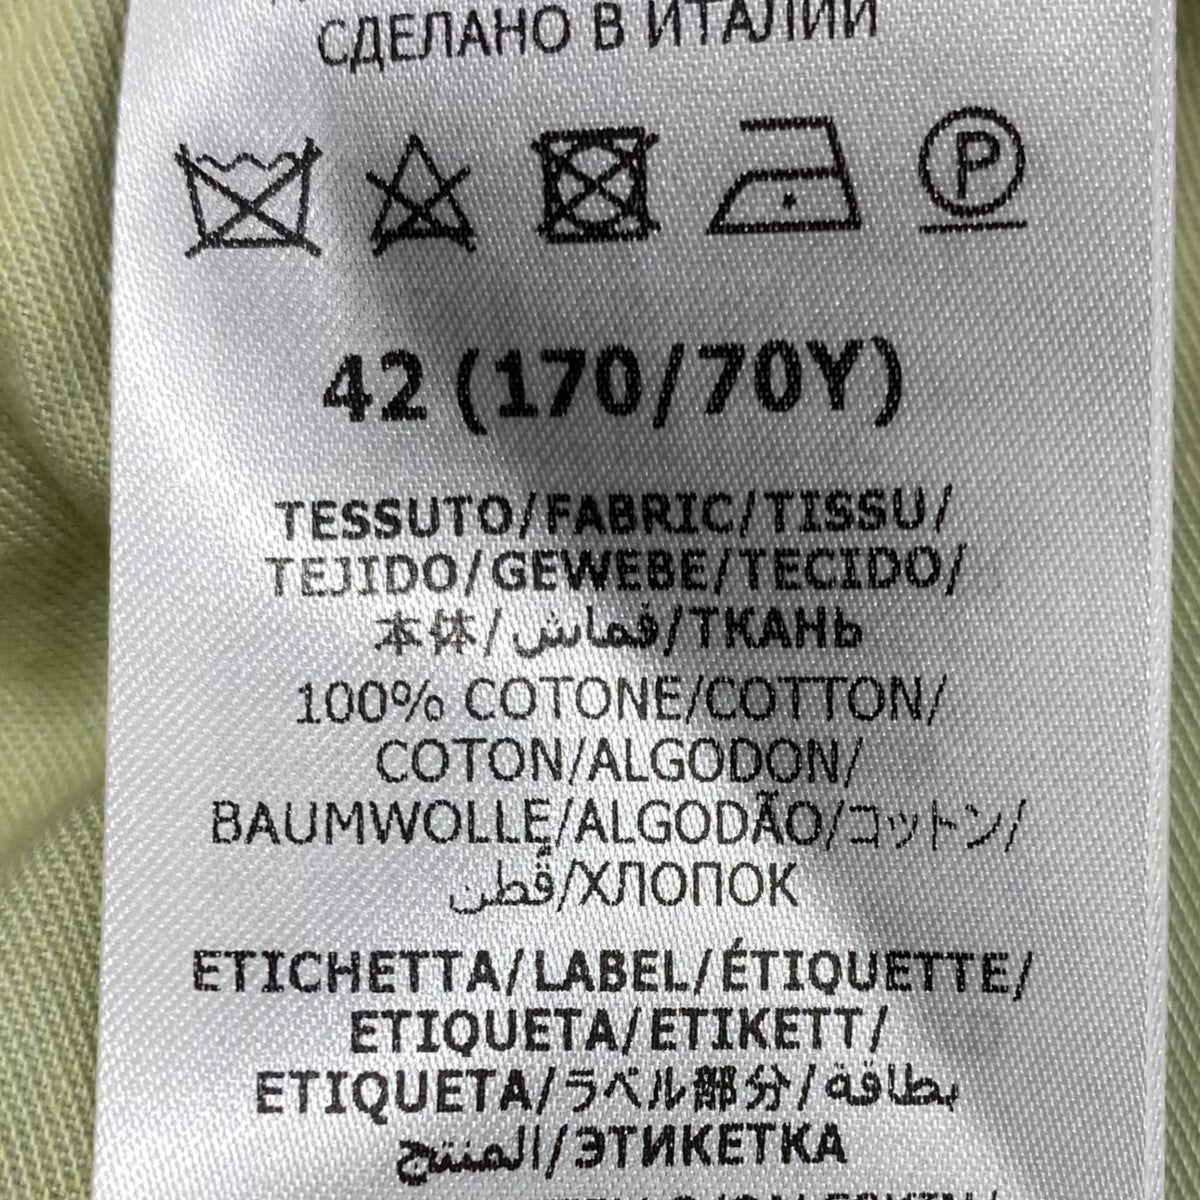 СДЕЛАНО В ИТАЛИИ
P
42 (170/70Y)
TESSUTO/FABRIC/TISSU/
TEJIDO/GEWEBE/TECIDO/
本体/قماش/ТКАНЬ
100% COTONE/COTTON/
COTON/ALGODON/
BAUMWOLLE/ALGODÃO/コットン/
قُطن/ХЛОПОК
ETICHETTA/LABEL/ÉTIQUETTE/
ETIQUETA/ETIKETT/
ETIQUETA/ラベル部分/بطاقة
المنتج/ЭТИКЕТКА